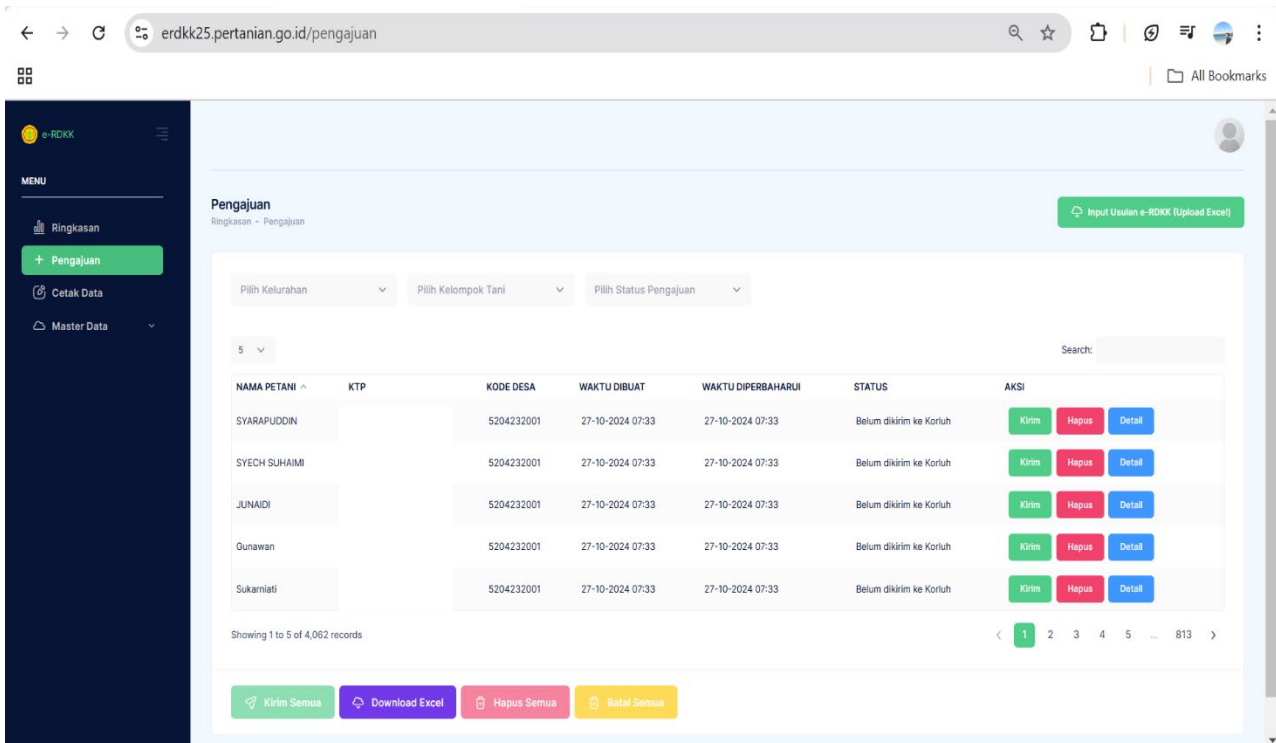 erdkk25.pertanian.go.id/pengajuan
All Bookmarks
e-RDKK
MENU
Ringkasan
Pengajuan
Cetak Data
Master Data
Pengajuan
Ringkasan - Pengajuan
Input Usulan e-RDKK (Upload Excel)
Pilih Kelurahan Pilih Kelompok Tani Pilih Status Pengajuan
5 Search:
NAMA PETANI KTP KODE DESA WAKTU DIBUAT WAKTU DIPERBAHARUI STATUS AKSI
SYARAPUDDIN 5204232001 27-10-2024 07:33 27-10-2024 07:33 Belum dikirim ke Korluh Kirim Hapus Detail
SYECH SUHAIMI 5204232001 27-10-2024 07:33 27-10-2024 07:33 Belum dikirim ke Korluh Kirim Hapus Detail
JUNAIDI 5204232001 27-10-2024 07:33 27-10-2024 07:33 Belum dikirim ke Korluh Kirim Hapus Detail
Gunawan 5204232001 27-10-2024 07:33 27-10-2024 07:33 Belum dikirim ke Korluh Kirim Hapus Detail
Sukarniati 5204232001 27-10-2024 07:33 27-10-2024 07:33 Belum dikirim ke Korluh Kirim Hapus Detail
Showing 1 to 5 of 4,062 records < 1 2 3 4 5 ... 813 >
Kirim Semua Download Excel Hapus Semua Batal Semua